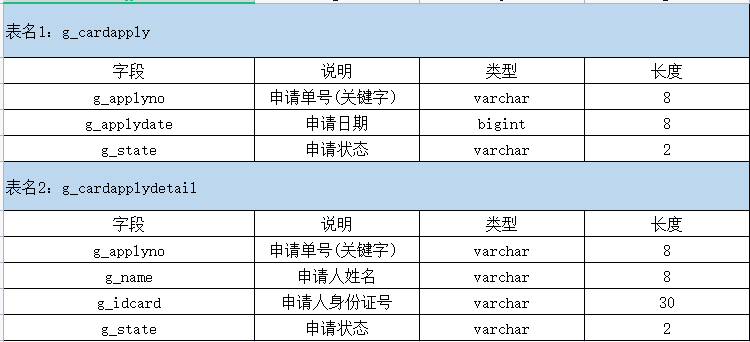 表名1：g_cardapply
字段 说明 类型 长度
g_applyno 申请单号(关键字） varchar 8
g_applydate 申请日期 bigint 8
g_state 申请状态 varchar 2
表名2：g_cardapplydetail
字段 说明 类型 长度
g_applyno 申请单号(关键字） varchar 8
g_name 申请人姓名 varchar 8
g_idcard 申请人身份证号 varchar 30
g_state 申请状态 varchar 2